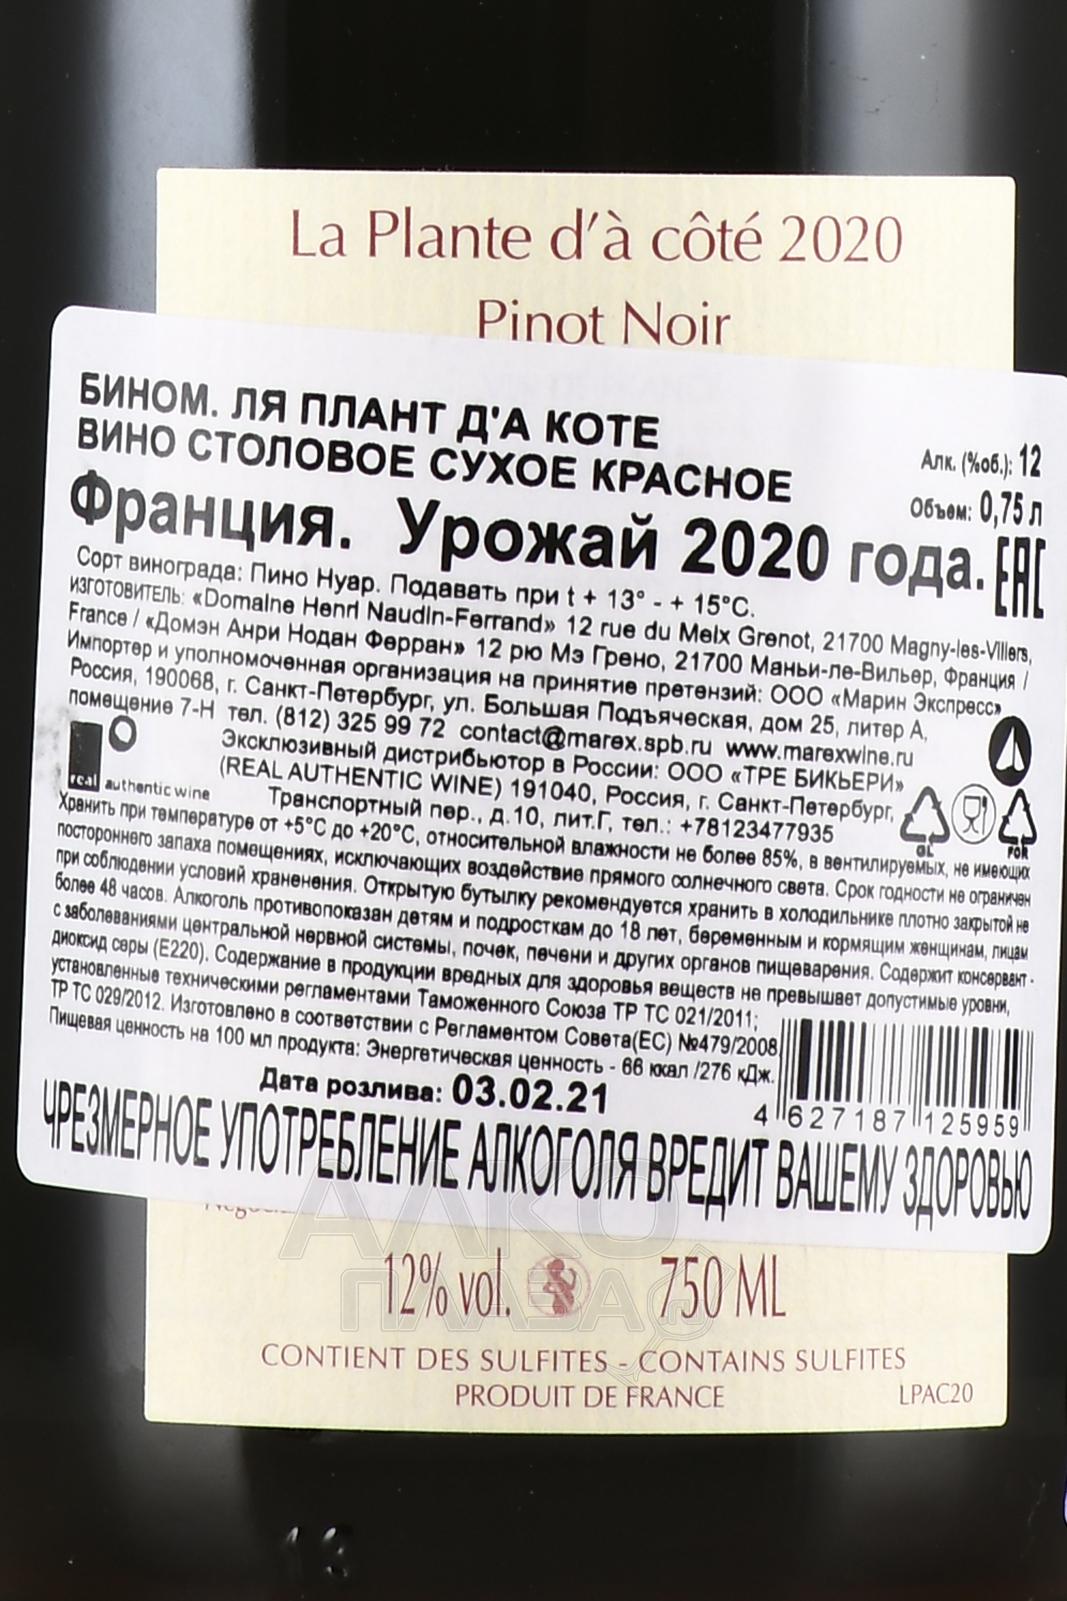 La Plante d'à côté 2020
Pinot Noir
БИНОМ. ЛЯ ПЛАНТ Д'А КОТЕ
ВИНО СТОЛОВОЕ СУХОЕ КРАСНОЕ
Алк. (%об.): 12
Объем: 0,75 л
Франция. Урожай 2020 года.
EAC
Сорт винограда: Пино Нуар. Подавать при t + 13° - + 15°C.
ИЗГОТОВИТЕЛЬ: «Domaine Henri Naudin-Ferrand» 12 rue du Meix Grenot, 21700 Magny-les-Villers,
France / «Домэн Анри Нодан Ферран» 12 рю Мэ Грено, 21700 Маньи-ле-Вильер, Франция /
Импортер и уполномоченная организация на принятие претензий: ООО «Марин Экспресс»
Россия, 190068, г. Санкт-Петербург, ул. Большая Подъяческая, дом 25, литер А,
помещение 7-Н тел. (812) 325 99 72 contact@marex.spb.ru www.marexwine.ru
Эксклюзивный дистрибьютор в России: ООО «ТРЕ БИКЬЕРИ»
(REAL AUTHENTIC WINE) 191040, Россия, г. Санкт-Петербург,
real authentic wine
Транспортный пер., д.10, лит.Г, тел.: +78123477935
GL FOR
Хранить при температуре от +5°C до +20°C, относительной влажности не более 85%, в вентилируемых, не имеющих
постороннего запаха помещениях, исключающих воздействие прямого солнечного света. Срок годности не ограничен
при соблюдении условий хранения. Открытую бутылку рекомендуется хранить в холодильнике плотно закрытой не
более 48 часов. Алкоголь противопоказан детям и подросткам до 18 лет, беременным и кормящим женщинам, лицам
с заболеваниями центральной нервной системы, почек, печени и других органов пищеварения. Содержит консервант -
диоксид серы (Е220). Содержание в продукции вредных для здоровья веществ не превышает допустимые уровни,
установленные техническими регламентами Таможенного Союза ТР ТС 021/2011;
ТР ТС 029/2012. Изготовлено в соответствии с Регламентом Совета(ЕС) №479/2008
Пищевая ценность на 100 мл продукта: Энергетическая ценность - 66 ккал /276 кДж.
Дата розлива: 03.02.21
4 627187 125959
ЧРЕЗМЕРНОЕ УПОТРЕБЛЕНИЕ АЛКОГОЛЯ ВРЕДИТ ВАШЕМУ ЗДОРОВЬЮ
АЛКО
ПЛАЗА
12% vol. 750 ML
CONTIENT DES SULFITES - CONTAINS SULFITES
PRODUIT DE FRANCE LPAC20
13